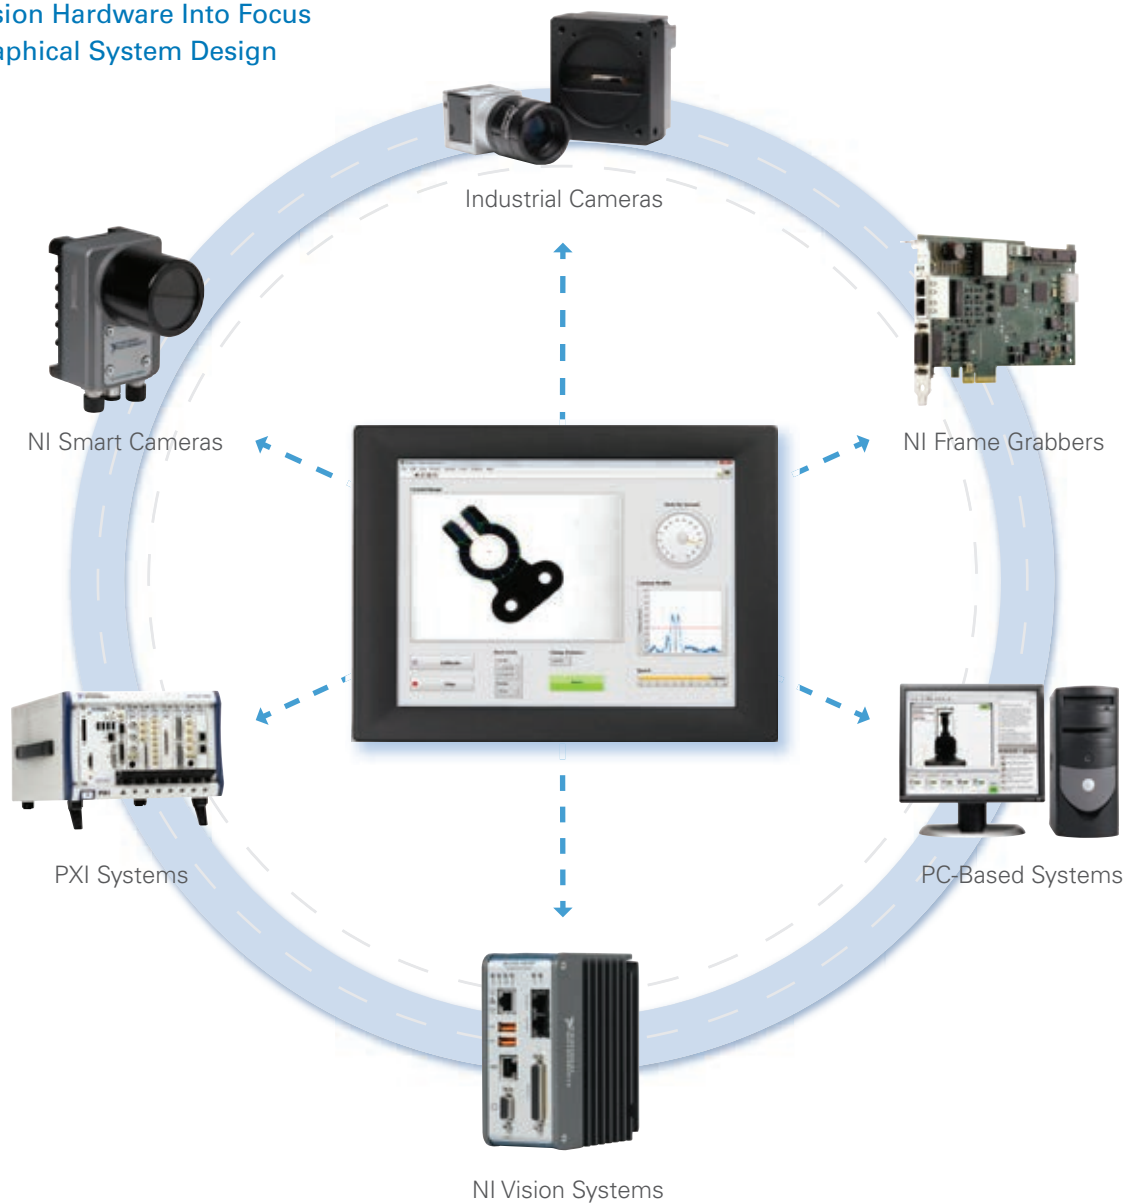 sion Hardware Into Focus
aphical System Design
Industrial Cameras
NI Smart Cameras
NI Frame Grabbers
PXI Systems
PC-Based Systems
NI Vision Systems
PXI